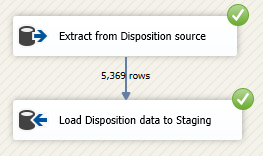 Extract from Disposition source
5,369 rows
Load Disposition data to Staging